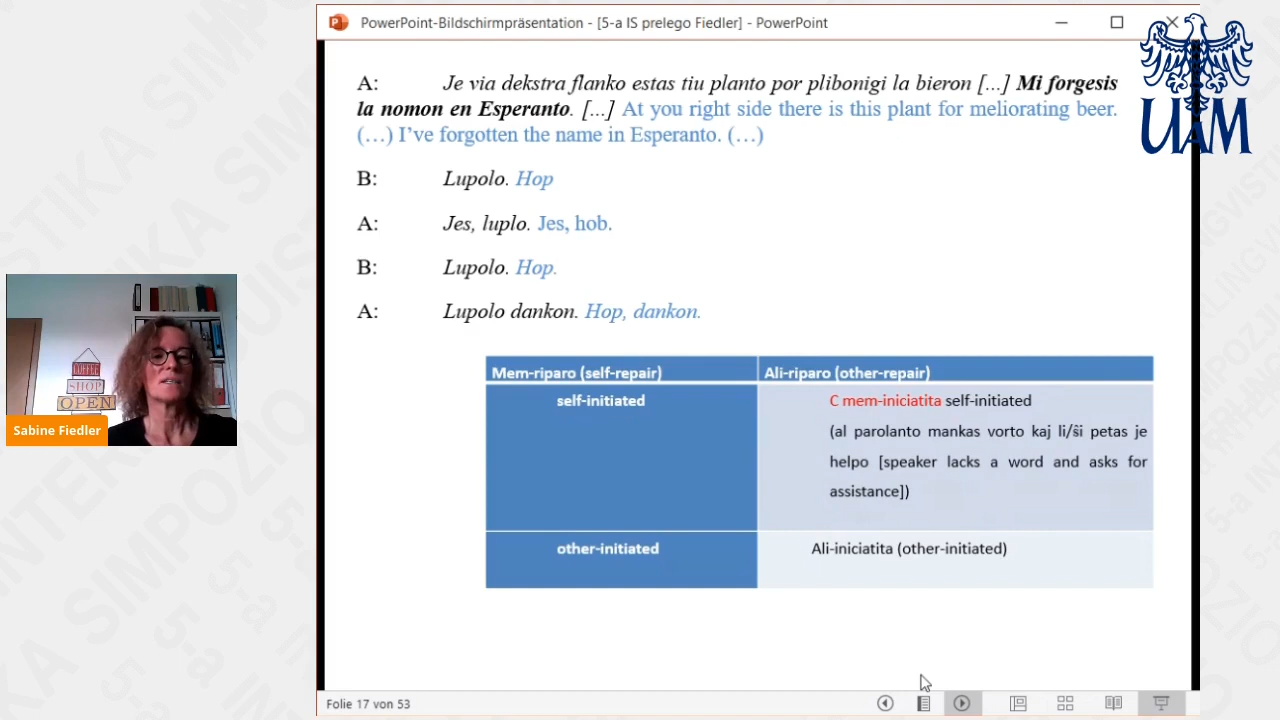 PowerPoint-Bildschirmpräsentation - [5-a IS prelego Fiedler] - PowerPoint
UAM
A: Je via dekstra flanko estas tiu planto por plibonigi la bieron [...] Mi forgesis
la nomon en Esperanto. [...] At you right side there is this plant for meliorating beer.
(…) I've forgotten the name in Esperanto. (…)
B: Lupolo. Hop
A: Jes, luplo. Jes, hob.
B: Lupolo. Hop.
A: Lupolo dankon. Hop, dankon.
Mem-riparo (self-repair) Ali-riparo (other-repair)
self-initiated C mem-iniciatita self-initiated
(al parolanto mankas vorto kaj li/ŝi petas je
helpo [speaker lacks a word and asks for
assistance])
other-initiated Ali-iniciatita (other-initiated)
COFFEE
SHOP
OPEN
Sabine Fiedler
Folie 17 von 53